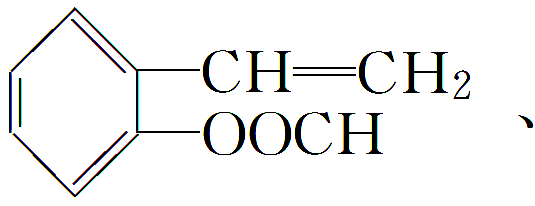 CH=CH₂
OOCH 、